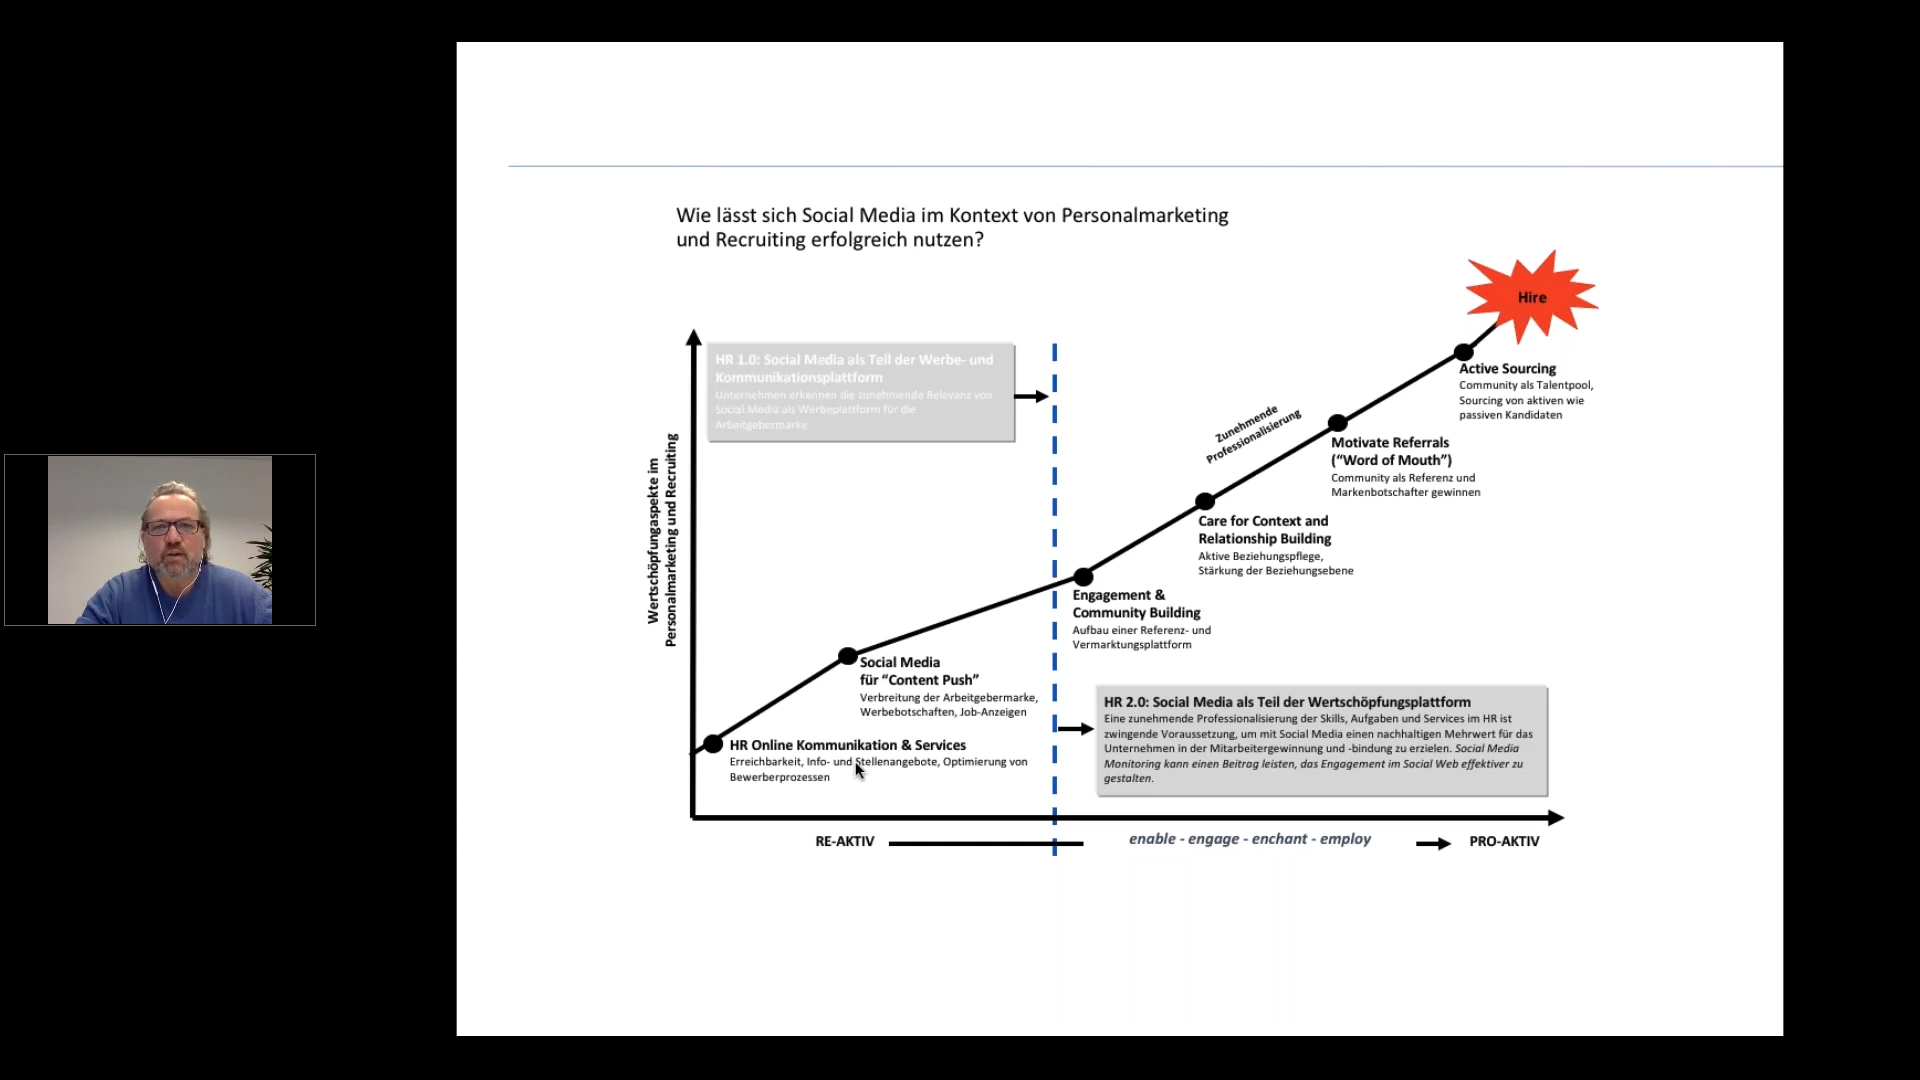 Wie lässt sich Social Media im Kontext von Personalmarketing
und Recruiting erfolgreich nutzen?
Hire
HR 1.0: Social Media als Teil der Werbe- und
Kommunikationsplattform
Unternehmen erkennen die zunehmende Relevanz von
Social Media als Werbeplattform für die
Arbeitgebermarke
Wertschöpfungsaspekte im
Personalmarketing und Recruiting
Zunehmende
Professionalisierung
Active Sourcing
Community als Talentpool,
Sourcing von aktiven wie
passiven Kandidaten
Motivate Referrals
(“Word of Mouth”)
Community als Referenz und
Markenbotschafter gewinnen
Care for Context and
Relationship Building
Aktive Beziehungspflege,
Stärkung der Beziehungsebene
Engagement &
Community Building
Aufbau einer Referenz- und
Vermarktungsplattform
Social Media
für “Content Push”
Verbreitung der Arbeitgebermarke,
Werbebotschaften, Job-Anzeigen
HR Online Kommunikation & Services
Erreichbarkeit, Info- und Stellenangebote, Optimierung von
Bewerberprozessen
HR 2.0: Social Media als Teil der Wertschöpfungsplattform
Eine zunehmende Professionalisierung der Skills, Aufgaben und Services im HR ist
zwingende Voraussetzung, um mit Social Media einen nachhaltigen Mehrwert für das
Unternehmen in der Mitarbeitergewinnung und -bindung zu erzielen. Social Media
Monitoring kann einen Beitrag leisten, das Engagement im Social Web effektiver zu
gestalten.
RE-AKTIV
enable - engage - enchant - employ
PRO-AKTIV